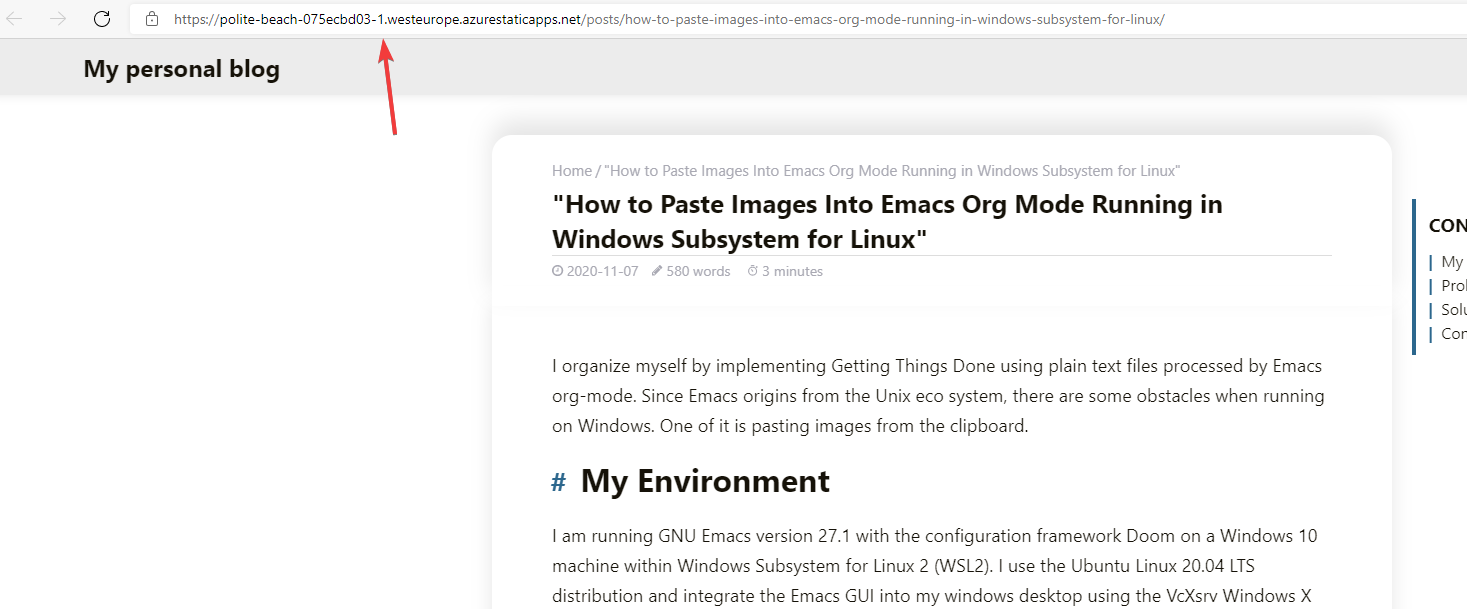 https://polite-beach-075ecbd03-1.westeurope.azurestaticapps.net/posts/how-to-paste-images-into-emacs-org-mode-running-in-windows-subsystem-for-linux/
My personal blog
Home / "How to Paste Images Into Emacs Org Mode Running in Windows Subsystem for Linux"
"How to Paste Images Into Emacs Org Mode Running in
Windows Subsystem for Linux"
2020-11-07 580 words 3 minutes
CON
My
Pro
Solu
Con
I organize myself by implementing Getting Things Done using plain text files processed by Emacs
org-mode. Since Emacs origins from the Unix eco system, there are some obstacles when running
on Windows. One of it is pasting images from the clipboard.
# My Environment
I am running GNU Emacs version 27.1 with the configuration framework Doom on a Windows 10
machine within Windows Subsystem for Linux 2 (WSL2). I use the Ubuntu Linux 20.04 LTS
distribution and integrate the Emacs GUI into my windows desktop using the VcXsrv Windows X